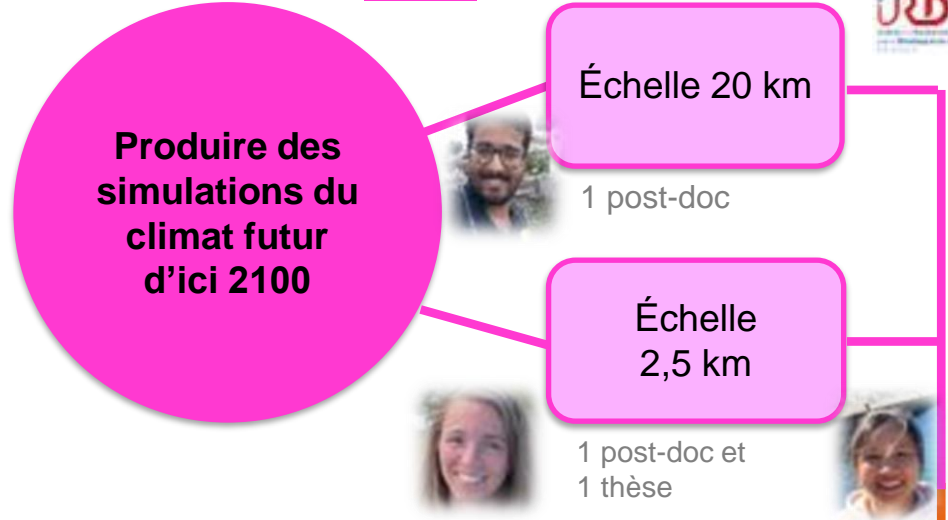 Produire des
simulations du
climat futur
d'ici 2100
Échelle 20 km
1 post-doc
Échelle
2,5 km
1 post-doc et
1 thèse